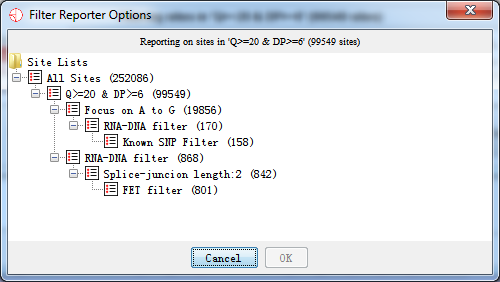 Filter Reporter Options
Reporting on sites in 'Q>=20 & DP>=6' (99549 sites)
Site Lists
All Sites (252086)
Q>=20 & DP>=6 (99549)
Focus on A to G (19856)
RNA-DNA filter (170)
Known SNP Filter (158)
RNA-DNA filter (868)
Splice-juncion length:2 (842)
FET filter (801)
Cancel OK